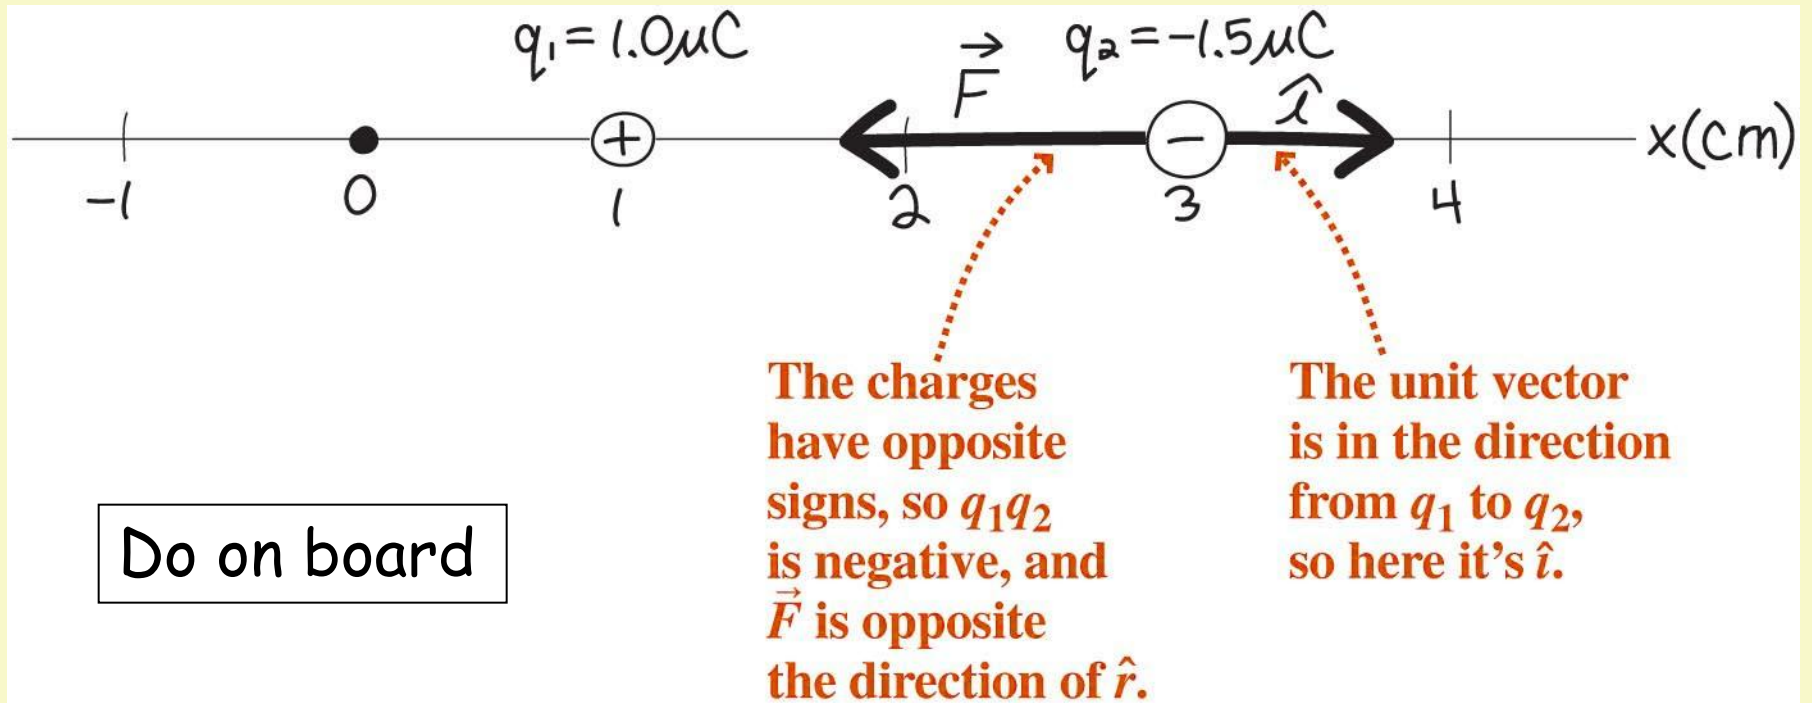 q₁ = 1.0μC
F⃗
q₂ = -1.5μC
î
-1 0 1 2 3 4 x(cm)
+ −
The charges
have opposite
signs, so q₁q₂
is negative, and
F⃗ is opposite
the direction of r̂.
The unit vector
is in the direction
from q₁ to q₂,
so here it’s î.
Do on board